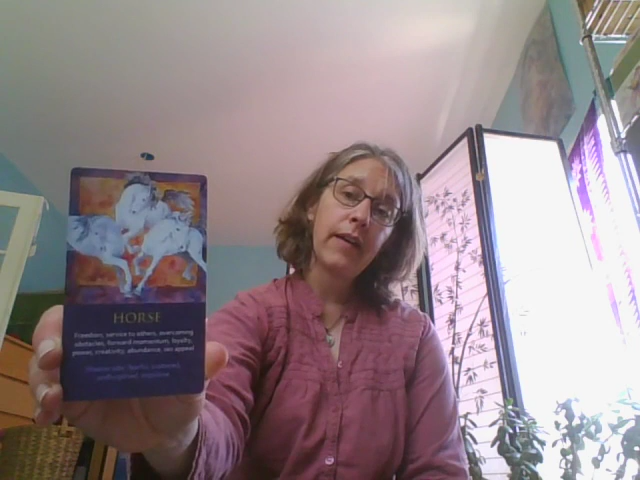 HORSE
Freedom, service to others, overcoming
obstacles, forward momentum, loyalty,
power, creativity, abundance, sex appeal